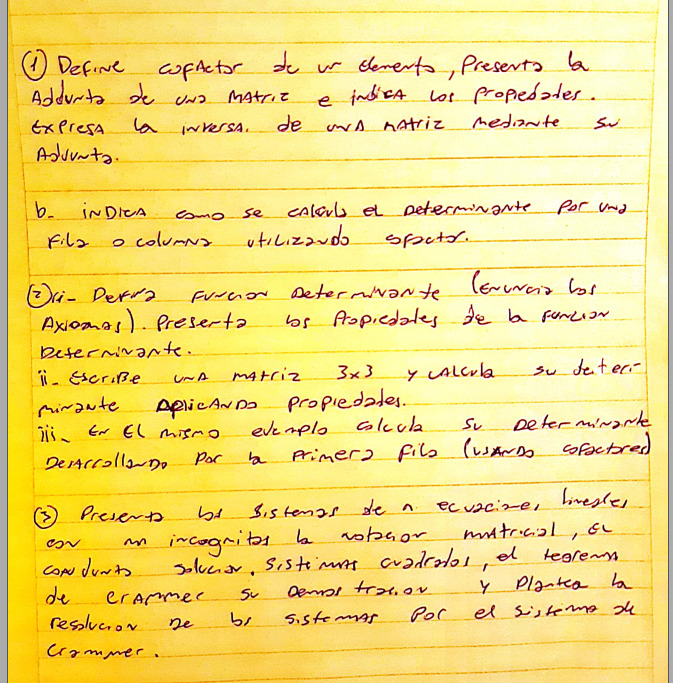 ① Define cofactor de un elemento, Presenta la
Adjunta de una matriz e indica los propiedades.
Expresa la inversa. de una matriz mediante su
Adjunta.
b- indica como se calcula el determinante por una
fila o columna utilizando cofactor.
② i- Defina funcion determinante (Enuncia los
Axiomas). Presenta las Propiedades de la funcion
Determinante.
ii- Escribe una matriz 3x3 y calcula su deter-
minante Aplicando propiedades.
iii- En El mismo ejemplo calcula su Determinante
Desarrollando por la primera fila (usando cofactores)
③ Presenta los sistemas de n ecuaciones lineales
con m incognitas la notacion matricial, El
conjunto solucion, sistemas cuadrados, el teorema
de crammer su Demostracion y Plantea la
resolucion de los sistemas por el sistema de
crammer.